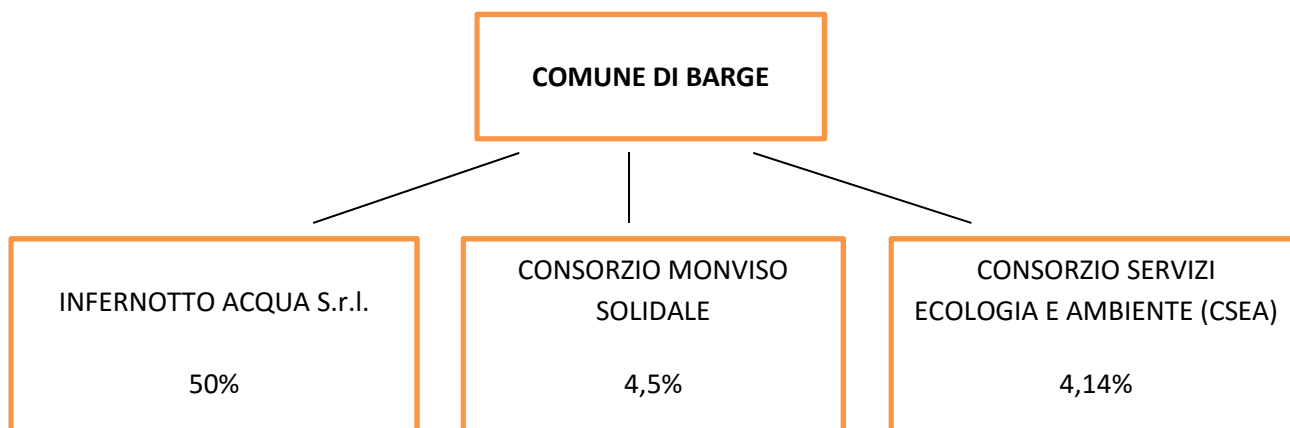 COMUNE DI BARGE
INFERNOTTO ACQUA S.r.l.
50%
CONSORZIO MONVISO
SOLIDALE
4,5%
CONSORZIO SERVIZI
ECOLOGIA E AMBIENTE (CSEA)
4,14%